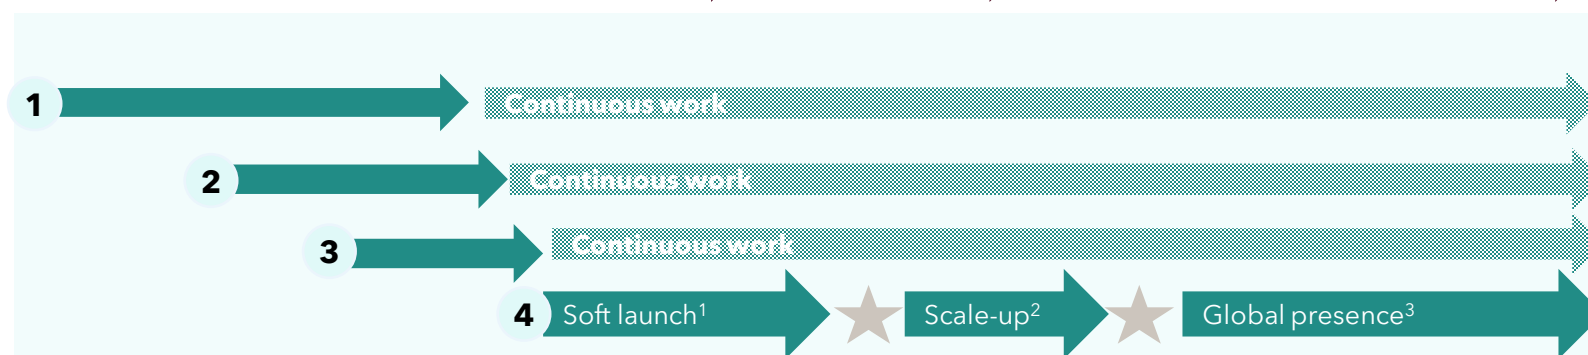 1 Continuous work
2 Continuous work
3 Continuous work
4 Soft launch¹ Scale-up² Global presence³